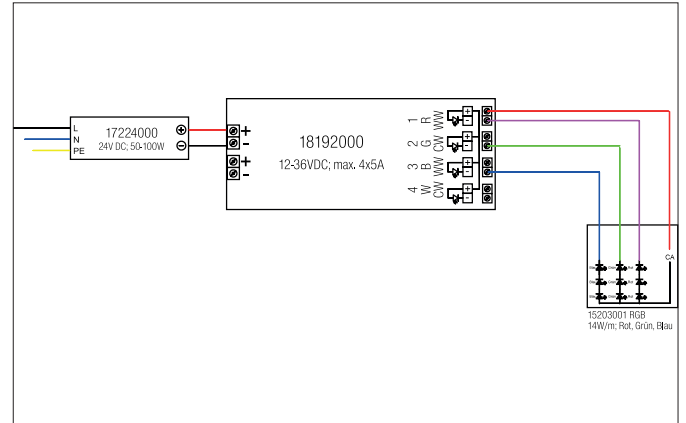 L
N
PE
17224000
24V DC; 50-100W
+
-
+
-
+
-
18192000
12-36VDC; max. 4x5A
1 R WW
2 G CW
3 B WW
4 W CW
+
-
+
-
+
-
+
-
CA
15203001 RGB
14W/m; Rot, Grün, Blau